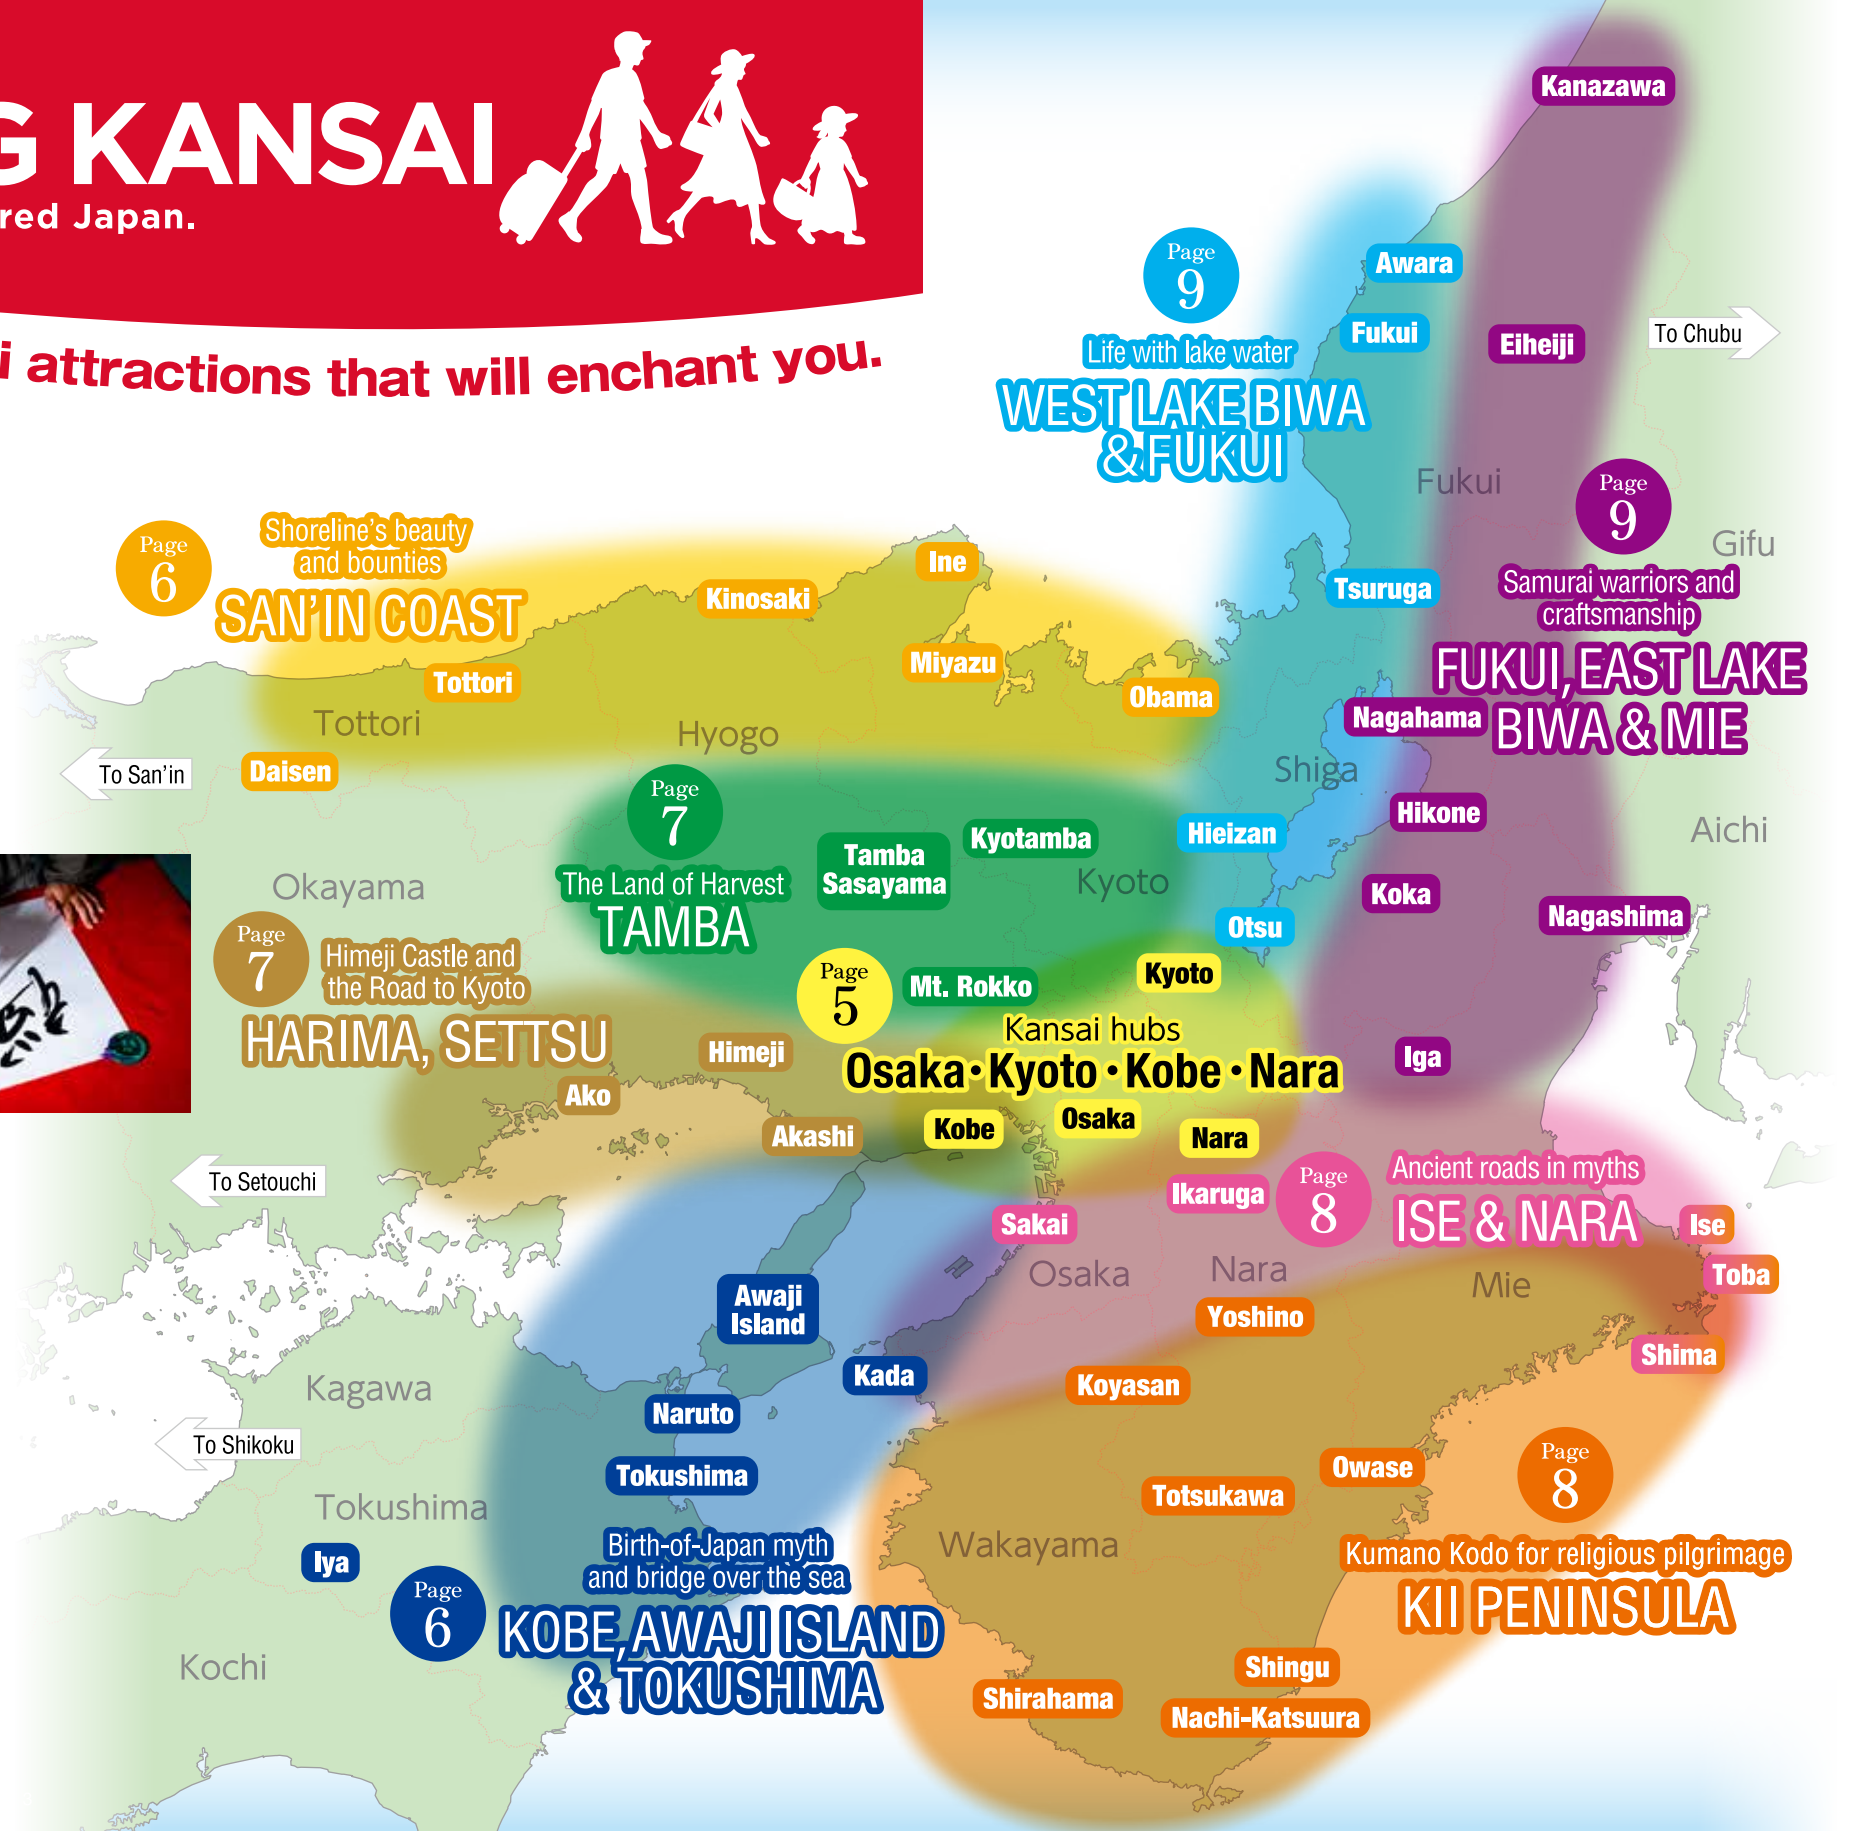 G KANSAI
red Japan.
i attractions that will enchant you.
Kanazawa
Page
9
Life with lake water
WEST LAKE BIWA
& FUKUI
Awara
Fukui
Eiheiji
To Chubu
Fukui
Page
9
Samurai warriors and
craftsmanship
FUKUI, EAST LAKE
BIWA & MIE
Gifu
Tsuruga
Page
6
Shoreline's beauty
and bounties
SAN'IN COAST
Ine
Kinosaki
Miyazu
Tottori
Obama
Nagahama
Tottori
Hyogo
Shiga
To San'in
Daisen
Page
7
The Land of Harvest
TAMBA
Tamba
Sasayama
Kyotamba
Kyoto
Hieizan
Hikone
Aichi
Okayama
Koka
Nagashima
Otsu
Page
7
Himeji Castle and
the Road to Kyoto
HARIMA, SETTSU
Page
5
Mt. Rokko
Kyoto
Kansai hubs
Osaka・Kyoto・Kobe・Nara
Himeji
Iga
Ako
Akashi
Kobe
Osaka
Nara
To Setouchi
Ikaruga
Page
8
Ancient roads in myths
ISE & NARA
Sakai
Ise
Osaka
Nara
Mie
Toba
Awaji
Island
Yoshino
Shima
Kada
Koyasan
Kagawa
Naruto
To Shikoku
Tokushima
Owase
Totsukawa
Page
8
Kumano Kodo for religious pilgrimage
KII PENINSULA
Tokushima
Wakayama
Iya
Page
6
Birth-of-Japan myth
and bridge over the sea
KOBE, AWAJI ISLAND
& TOKUSHIMA
Kochi
Shingu
Shirahama
Nachi-Katsuura